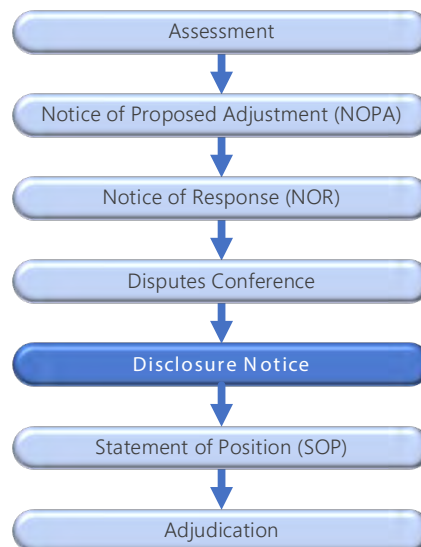 Assessment
Notice of Proposed Adjustment (NOPA)
Notice of Response (NOR)
Disputes Conference
Disclosure Notice
Statement of Position (SOP)
Adjudication